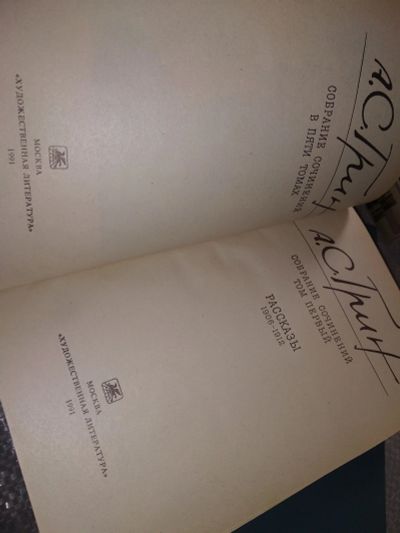 А.С.Грин
СОБРАНИЕ СОЧИНЕНИЙ
В ПЯТИ ТОМАХ
МОСКВА
«ХУДОЖЕСТВЕННАЯ ЛИТЕРАТУРА»
1991
А.С.Грин
СОБРАНИЕ СОЧИНЕНИЙ
ТОМ ПЕРВЫЙ
РАССКАЗЫ
1906-1912
МОСКВА
«ХУДОЖЕСТВЕННАЯ ЛИТЕРАТУРА»
1991